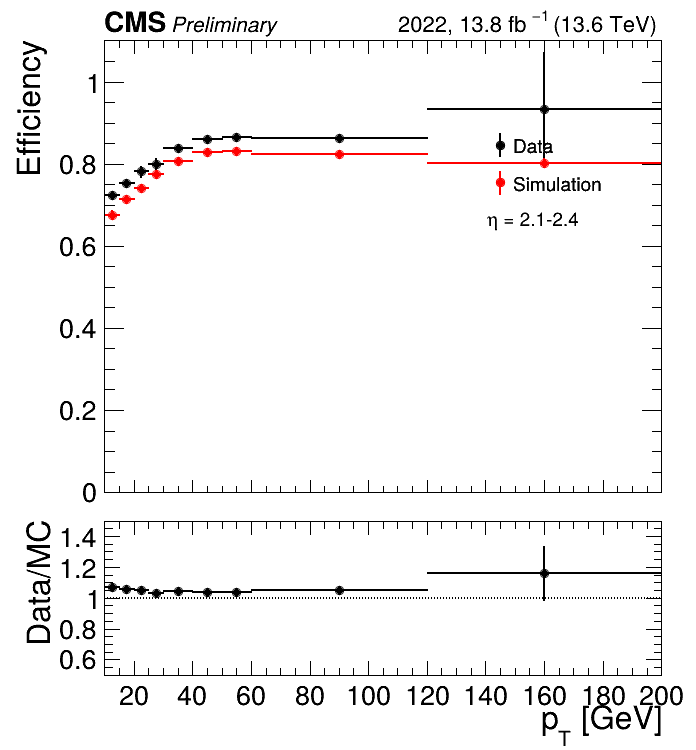 CMS Preliminary 2022, 13.8 fb⁻¹ (13.6 TeV)
Efficiency
1
0.8
0.6
0.4
0.2
0
Data
Simulation
η = 2.1-2.4
Data/MC
1.4
1.2
1
0.8
0.6
20 40 60 80 100 120 140 160 180 200
p_T [GeV]